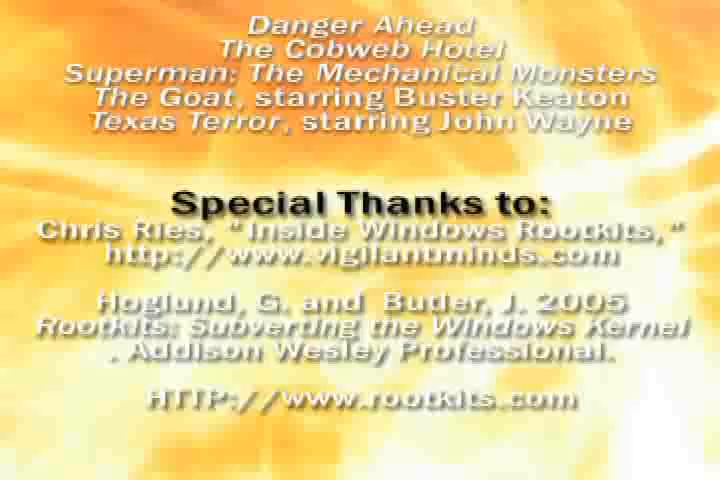 Danger Ahead
The Cobweb Hotel
Superman: The Mechanical Monsters
The Goat, starring Buster Keaton
Texas Terror, starring John Wayne
Special Thanks to:
Chris Ries, "Inside Windows Rootkits,"
http://www.vigilantminds.com
Hoglund, G. and Butler, J. 2005
Rootkits: Subverting the Windows Kernel
. Addison Wesley Professional.
HTTP://www.rootkits.com